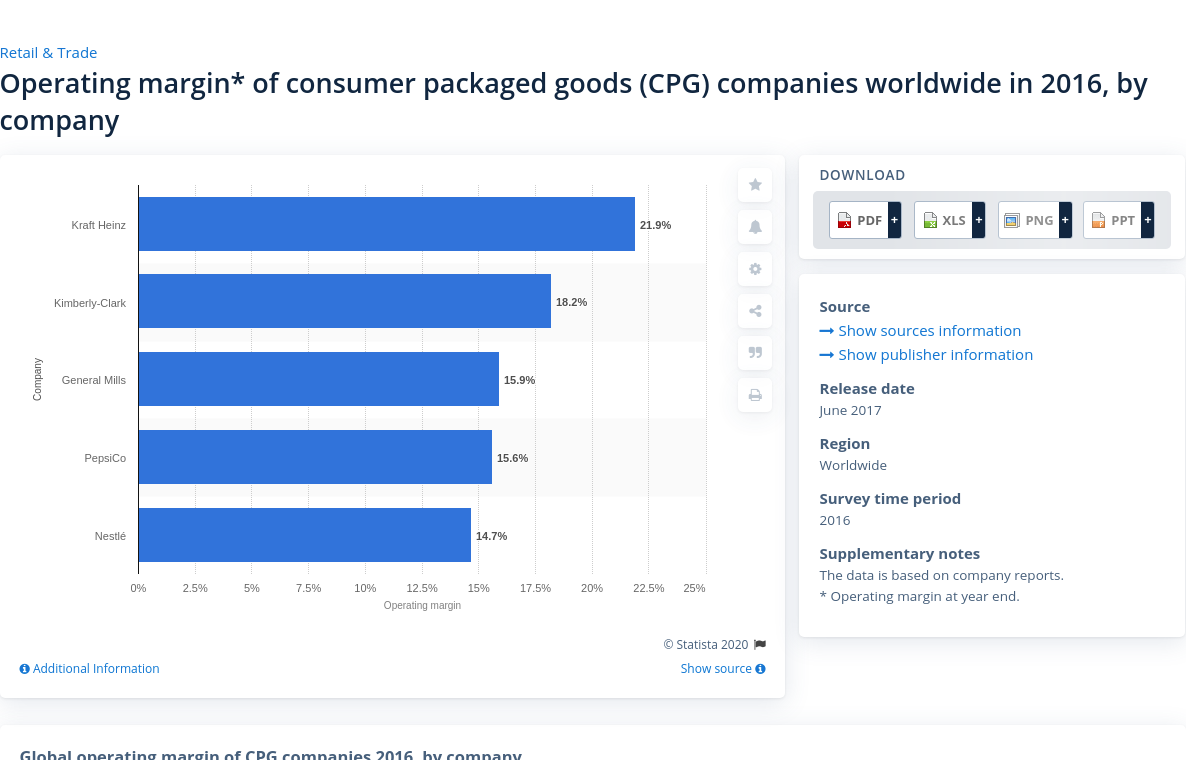 Retail & Trade
Operating margin* of consumer packaged goods (CPG) companies worldwide in 2016, by
company
Kraft Heinz
21.9%
Kimberly-Clark
18.2%
General Mills
15.9%
PepsiCo
15.6%
Nestlé
14.7%
Company
0% 2.5% 5% 7.5% 10% 12.5% 15% 17.5% 20% 22.5% 25%
Operating margin
© Statista 2020
Additional Information
Show source
DOWNLOAD
PDF + XLS + PNG + PPT +
Source
Show sources information
Show publisher information
Release date
June 2017
Region
Worldwide
Survey time period
2016
Supplementary notes
The data is based on company reports.
* Operating margin at year end.
Global operating margin of CPG companies 2016, by company